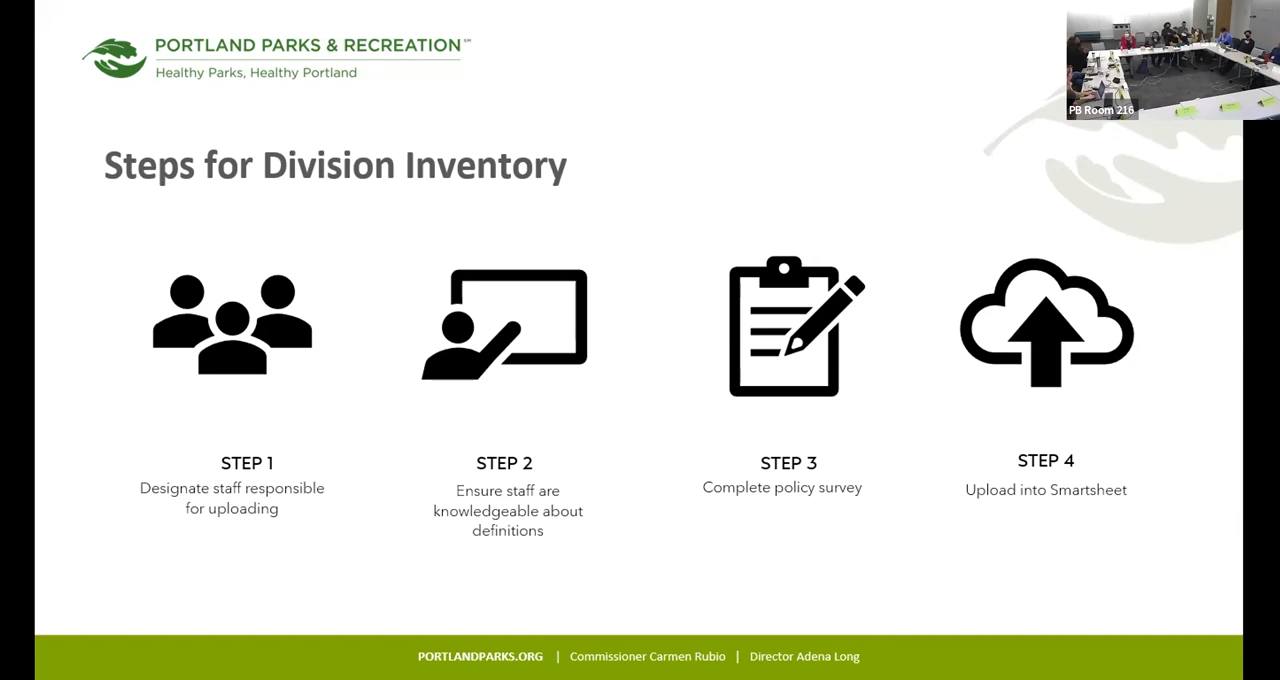 PORTLAND PARKS & RECREATION℠
Healthy Parks, Healthy Portland
PB Room 216
Steps for Division Inventory
STEP 1
Designate staff responsible
for uploading
STEP 2
Ensure staff are
knowledgeable about
definitions
STEP 3
Complete policy survey
STEP 4
Upload into Smartsheet
PORTLANDPARKS.ORG | Commissioner Carmen Rubio | Director Adena Long